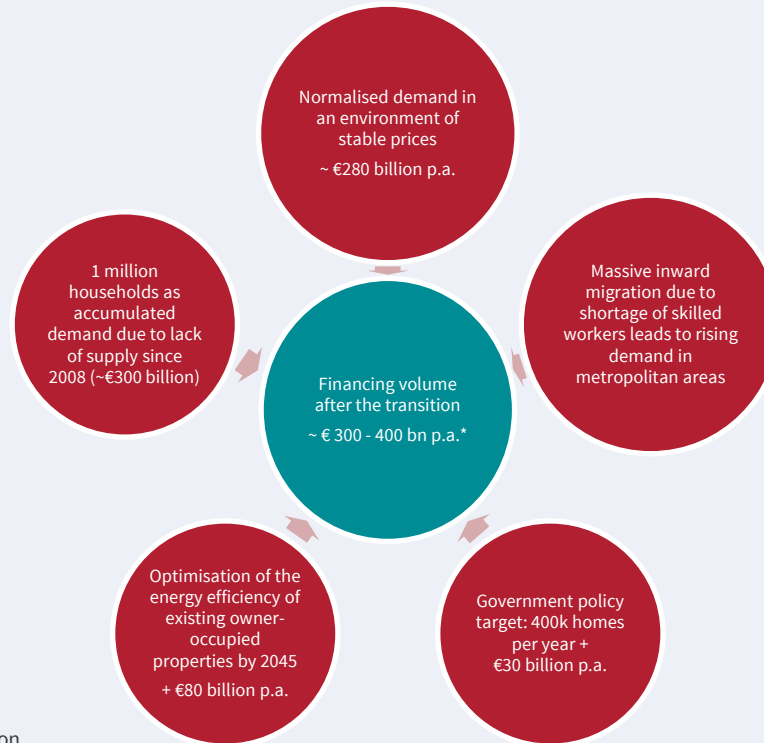 Normalised demand in
an environment of
stable prices
~ €280 billion p.a.
1 million
households as
accumulated
demand due to lack
of supply since
2008 (~€300 billion)
Massive inward
migration due to
shortage of skilled
workers leads to rising
demand in
metropolitan areas
Financing volume
after the transition
~ € 300 - 400 bn p.a.*
Optimisation of the
energy efficiency of
existing owner-
occupied
properties by 2045
+ €80 billion p.a.
Government policy
target: 400k homes
per year +
€30 billion p.a.
on